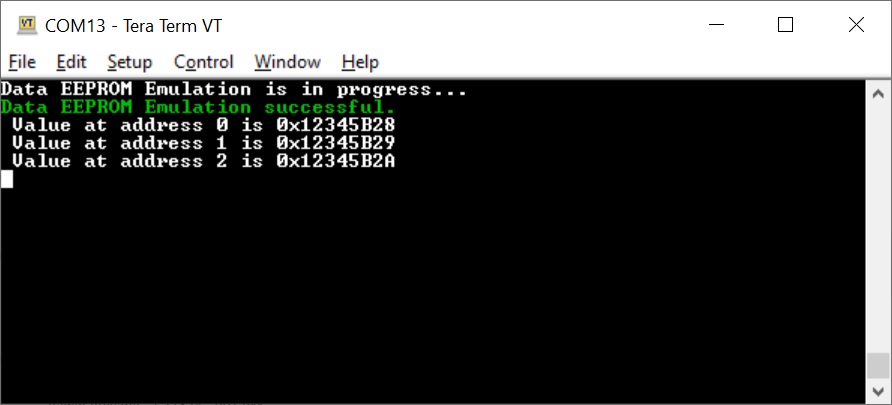 COM13 - Tera Term VT
File Edit Setup Control Window Help
Data EEPROM Emulation is in progress...
Data EEPROM Emulation successful.
Value at address 0 is 0x12345B28
Value at address 1 is 0x12345B29
Value at address 2 is 0x12345B2A